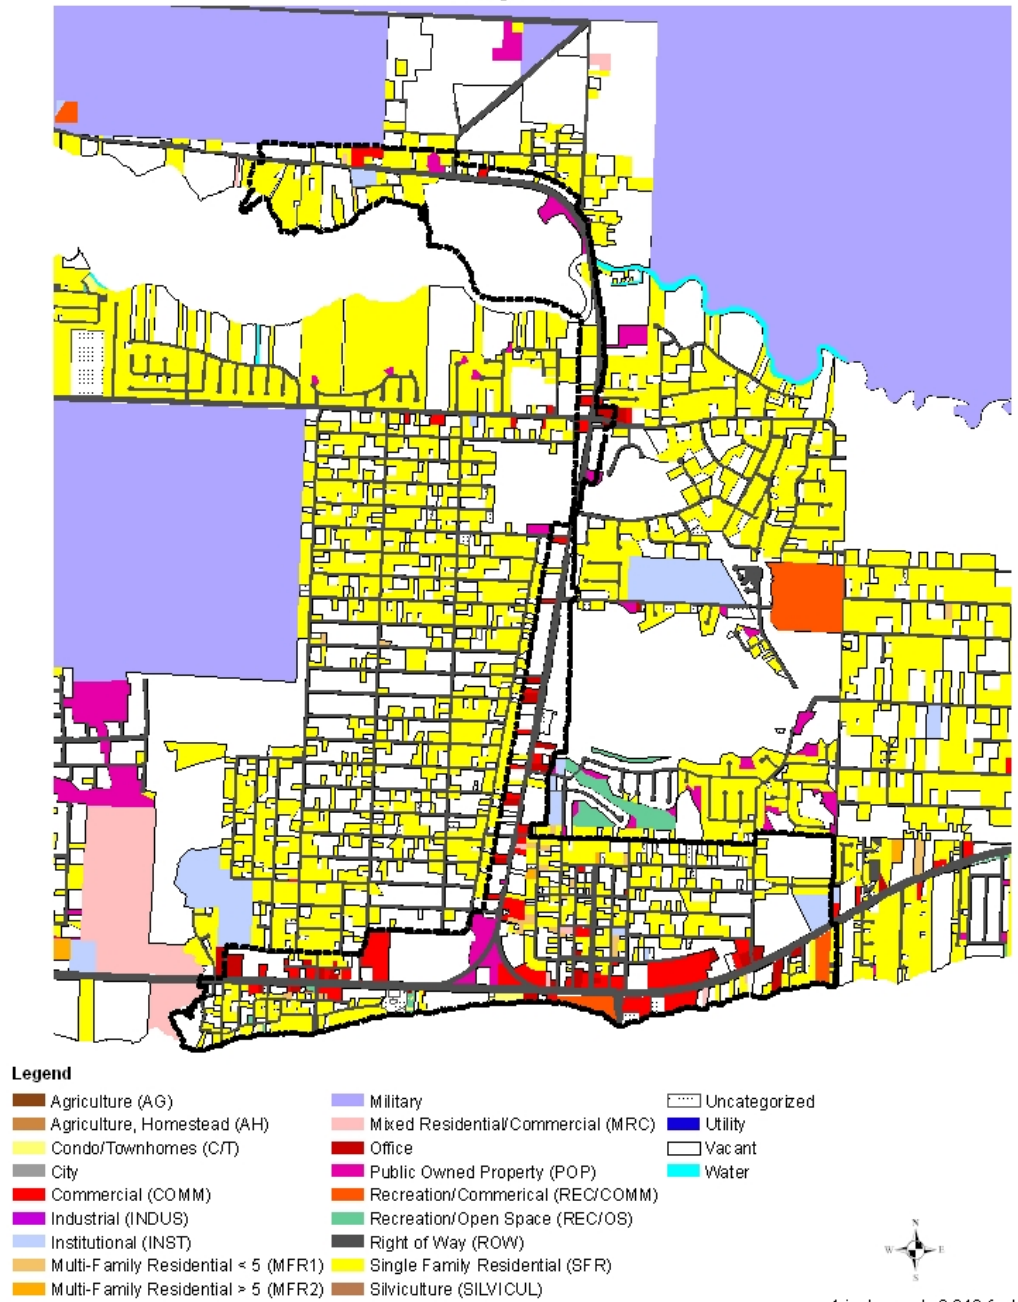 Legend
Agriculture (AG)
Agriculture, Homestead (AH)
Condo/Townhomes (C/T)
City
Commercial (COMM)
Industrial (INDUS)
Institutional (INST)
Multi-Family Residential < 5 (MFR1)
Multi-Family Residential > 5 (MFR2)
Military
Mixed Residential/Commercial (MRC)
Office
Public Owned Property (POP)
Recreation/Commerical (REC/COMM)
Recreation/Open Space (REC/OS)
Right of Way (ROW)
Single Family Residential (SFR)
Silviculture (SILVICUL)
Uncategorized
Utility
Vacant
Water
N
W E
S